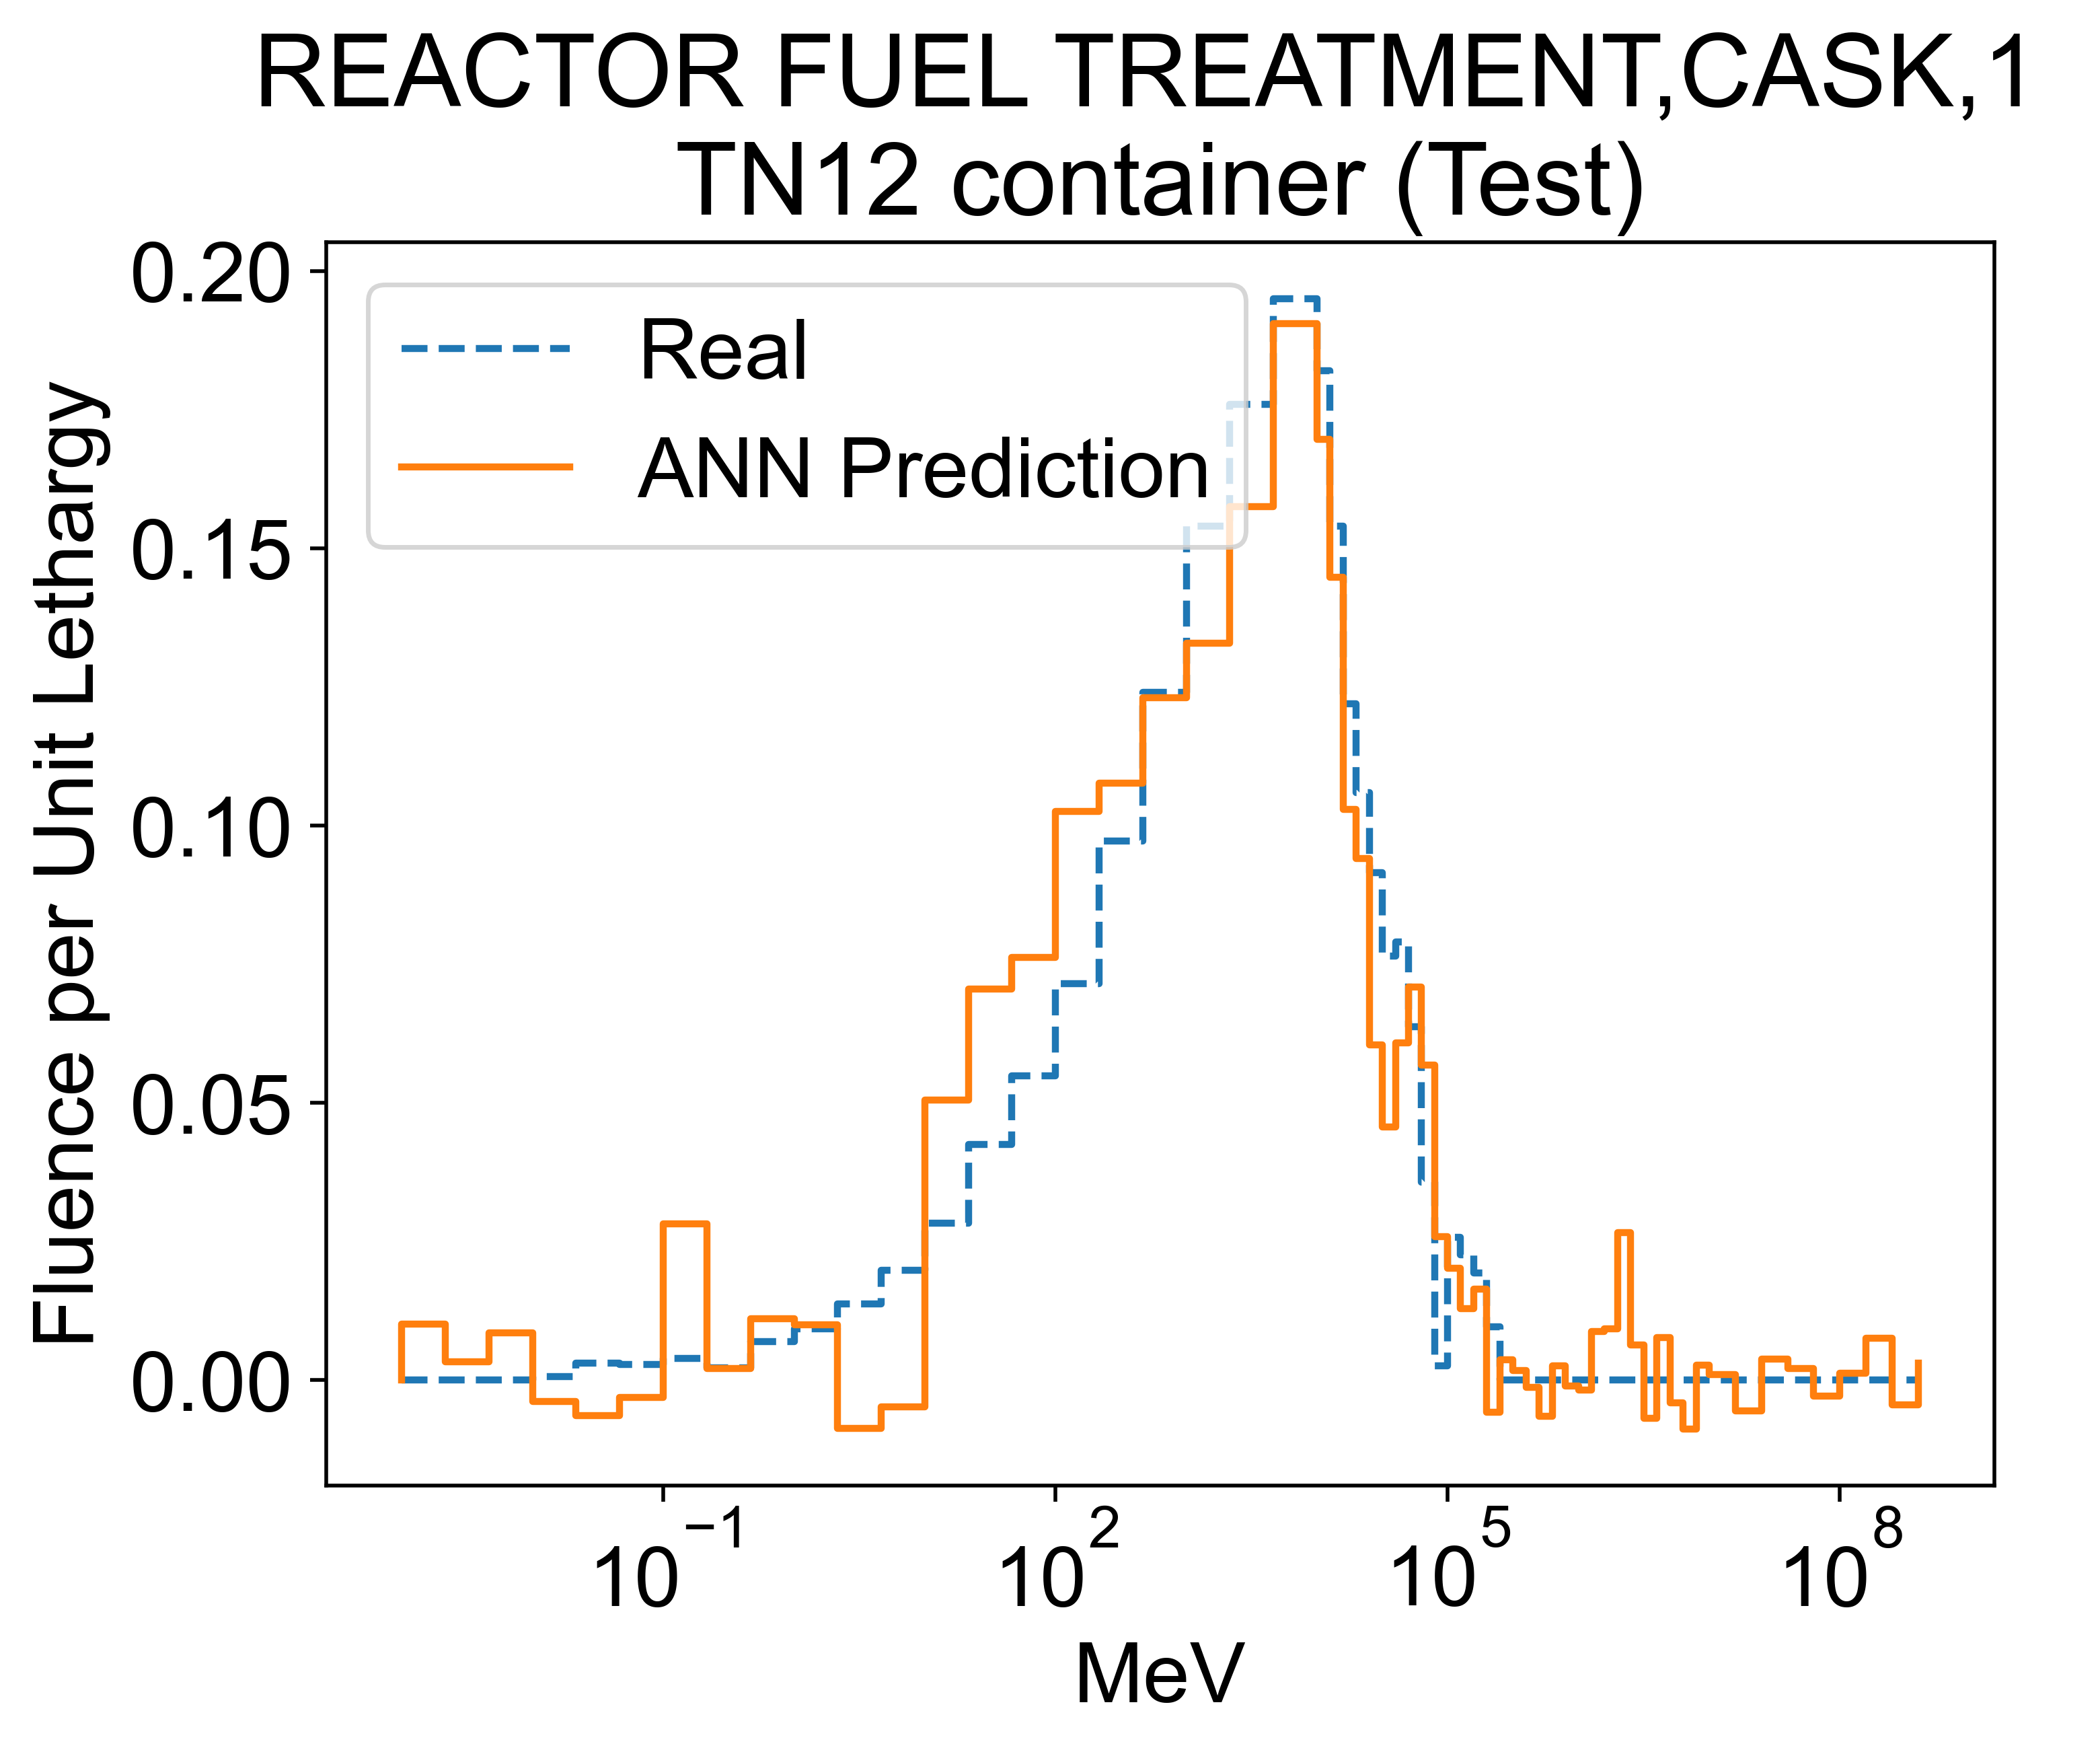 REACTOR FUEL TREATMENT,CASK,1
TN12 container (Test)
Real
ANN Prediction
Fluence per Unit Lethargy
0.20
0.15
0.10
0.05
0.00
10⁻¹
10²
10⁵
10⁸
MeV